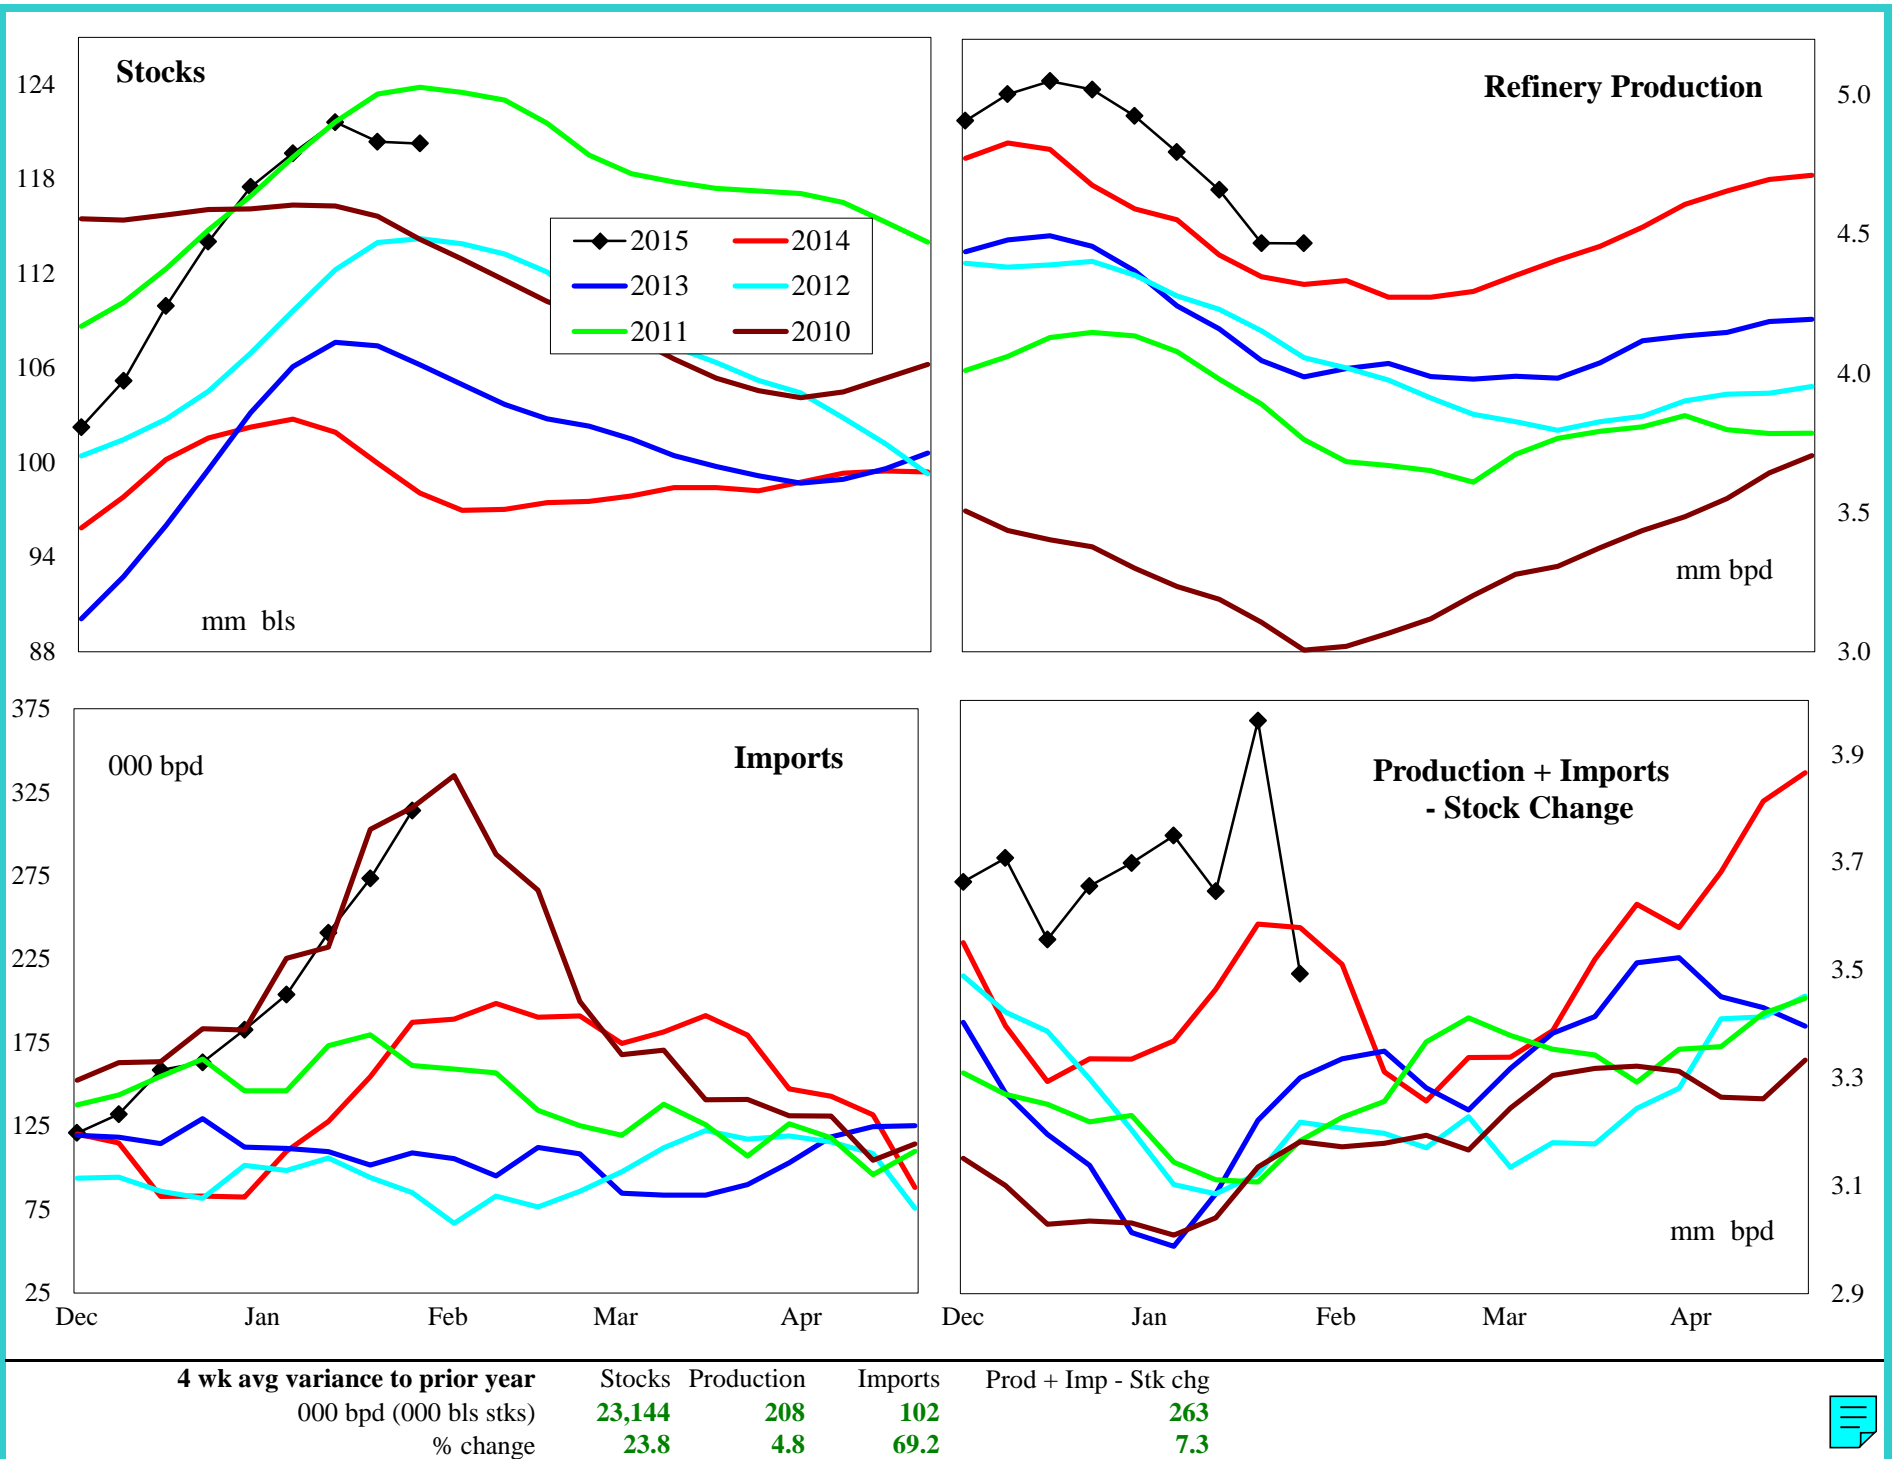 Stocks
124
118
112
106
100
94
88
mm bls
2015 2014
2013 2012
2011 2010
Refinery Production
5.0
4.5
4.0
3.5
3.0
mm bpd
375
325
275
225
175
125
75
25
000 bpd
Imports
Dec Jan Feb Mar Apr
Production + Imports
- Stock Change
3.9
3.7
3.5
3.3
3.1
2.9
mm bpd
Dec Jan Feb Mar Apr
4 wk avg variance to prior year Stocks Production Imports Prod + Imp - Stk chg
000 bpd (000 bls stks) 23,144 208 102 263
% change 23.8 4.8 69.2 7.3